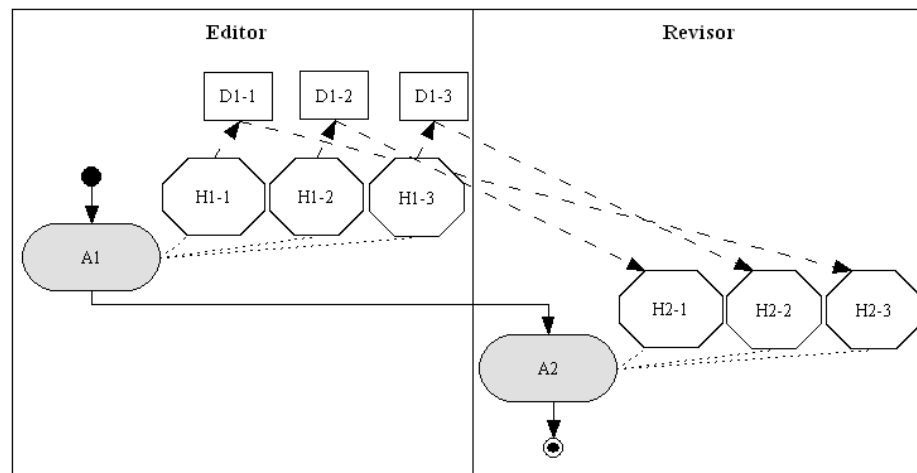 Editor
Revisor
D1-1
D1-2
D1-3
H1-1
H1-2
H1-3
A1
H2-1
H2-2
H2-3
A2